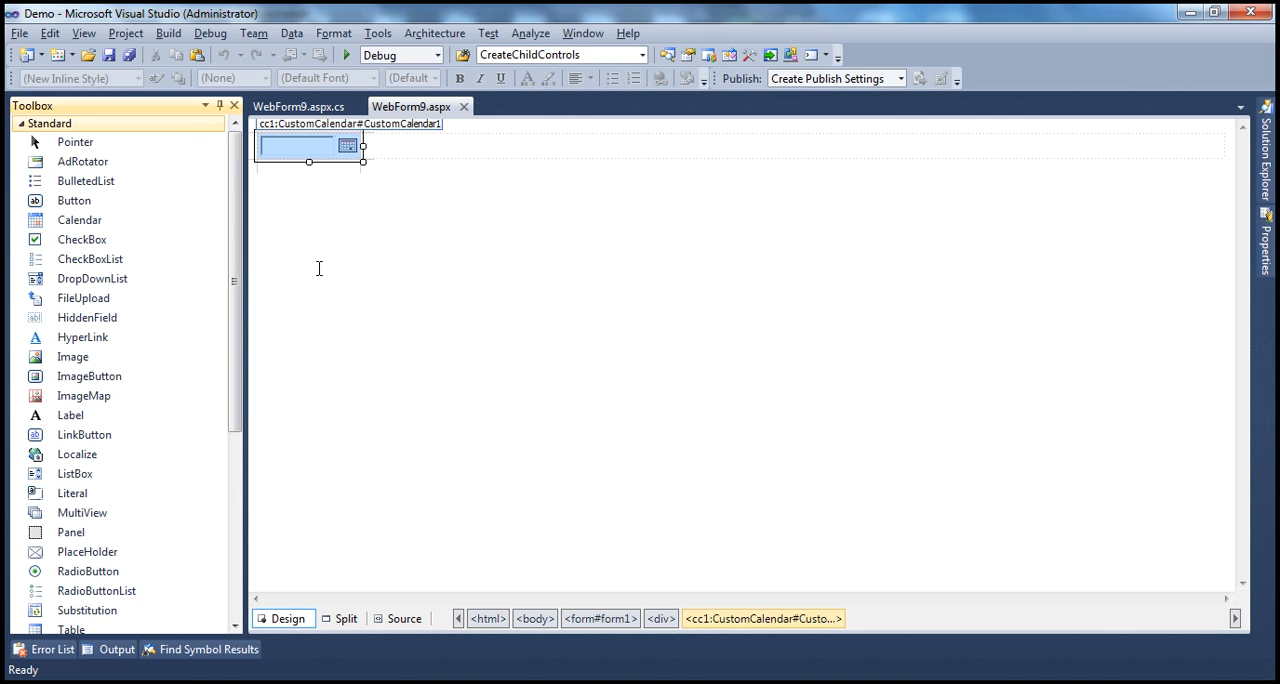 Demo - Microsoft Visual Studio (Administrator)
File Edit View Project Build Debug Team Data Format Tools Architecture Test Analyze Window Help
Debug CreateChildControls
(New Inline Style) (None) (Default Font) (Default B I U A Publish: Create Publish Settings
Toolbox
WebForm9.aspx.cs WebForm9.aspx
Standard
cc1:CustomCalendar#CustomCalendar1
Pointer
AdRotator
BulletedList
Button
Calendar
CheckBox
CheckBoxList
DropDownList
FileUpload
HiddenField
HyperLink
Image
ImageButton
ImageMap
Label
LinkButton
Localize
ListBox
Literal
MultiView
Panel
PlaceHolder
RadioButton
RadioButtonList
Substitution
Table
Solution Explorer
Properties
Design Split Source <html> <body> <form#form1> <div> <cc1:CustomCalendar#Custo...>
Error List Output Find Symbol Results
Ready